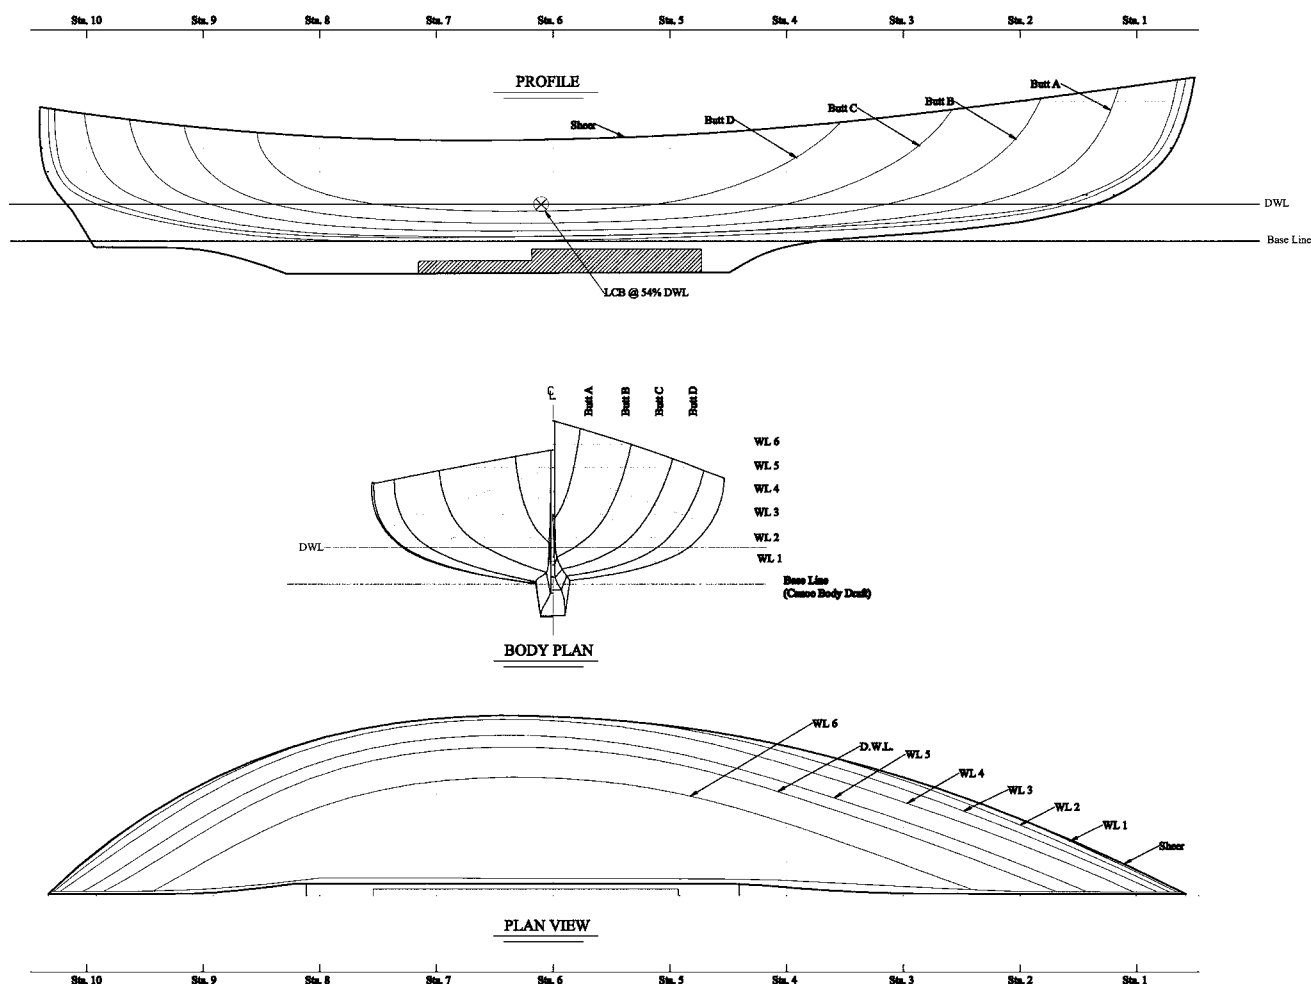 Sta. 10 Sta. 9 Sta. 8 Sta. 7 Sta. 6 Sta. 5 Sta. 4 Sta. 3 Sta. 2 Sta. 1
PROFILE
Butt A
Butt B
Butt C
Butt D
Sheer
DWL
Base Line
LCB @ 54% DWL
℄ Butt A Butt B Butt C Butt D
WL 6
WL 5
WL 4
WL 3
WL 2
DWL
WL 1
Base Line
(Canoe Body Draft)
BODY PLAN
WL 6
D.W.L.
WL 5
WL 4
WL 3
WL 2
WL 1
Sheer
PLAN VIEW
Sta. 10 Sta. 9 Sta. 8 Sta. 7 Sta. 6 Sta. 5 Sta. 4 Sta. 3 Sta. 2 Sta. 1